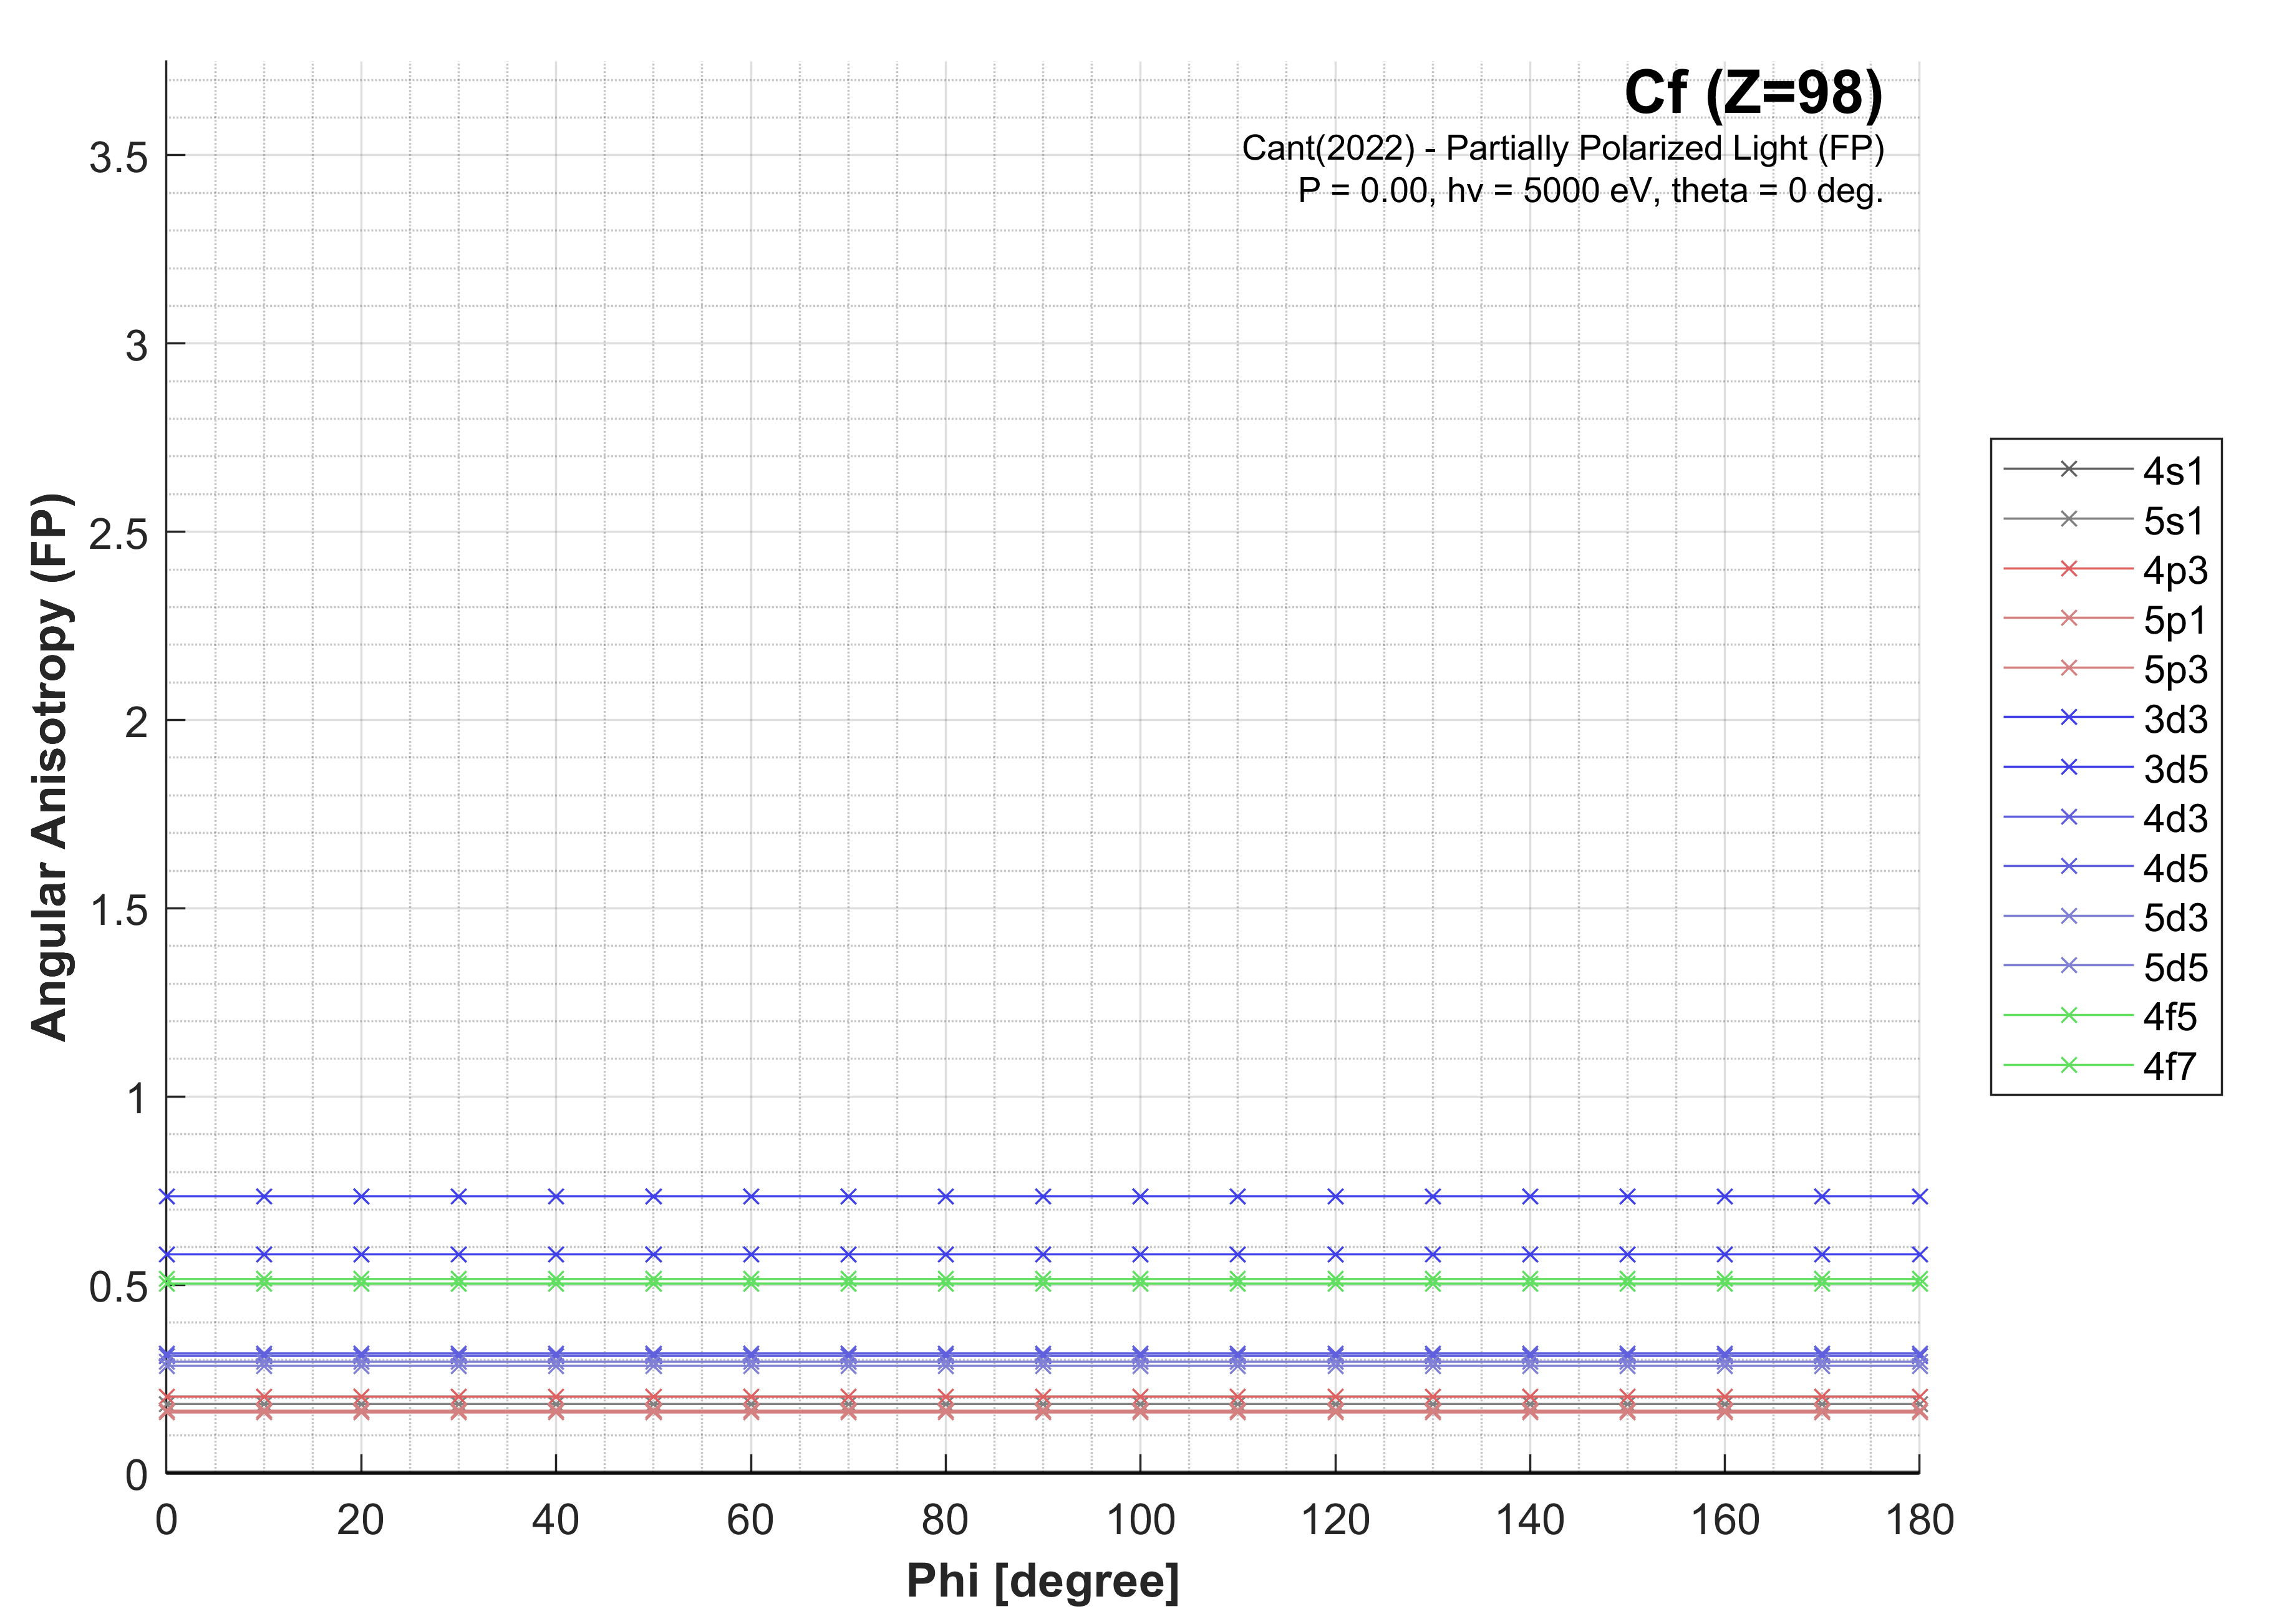 Cf (Z=98)
Cant(2022) - Partially Polarized Light (FP)
P = 0.00, hv = 5000 eV, theta = 0 deg.
Angular Anisotropy (FP)
3.5
3
2.5
2
1.5
1
0.5
0
0 20 40 60 80 100 120 140 160 180
Phi [degree]
4s1
5s1
4p3
5p1
5p3
3d3
3d5
4d3
4d5
5d3
5d5
4f5
4f7